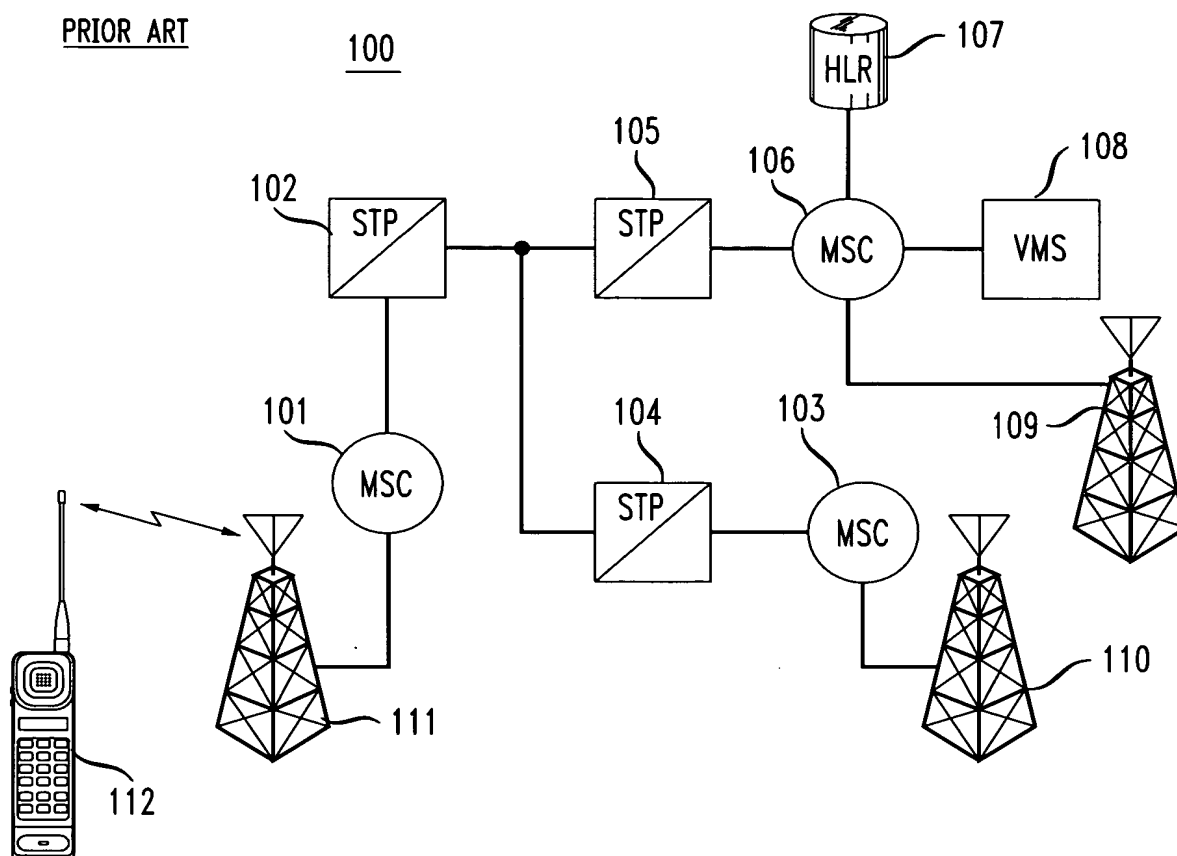 PRIOR ART
100
107
HLR
105
106
108
102
STP
STP
MSC
VMS
101
104
103
109
MSC
STP
MSC
110
111
112